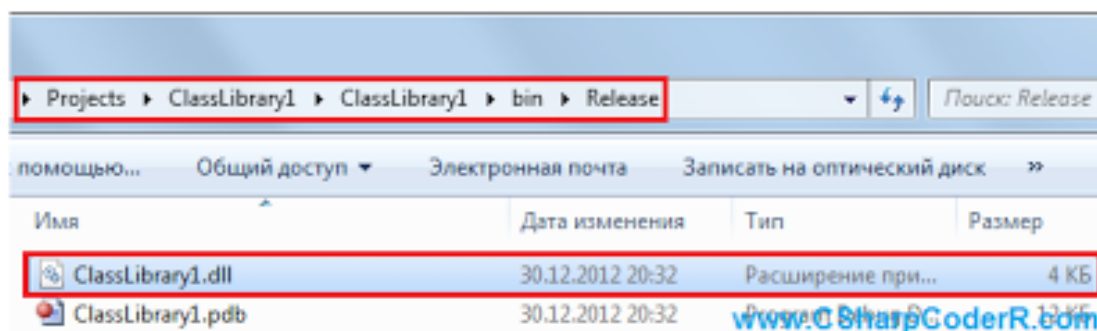 Projects ClassLibrary1 ClassLibrary1 bin Release Поиск: Release
помощью... Общий доступ Электронная почта Записать на оптический диск »
Имя Дата изменения Тип Размер
ClassLibrary1.dll 30.12.2012 20:32 Расширение при... 4 КБ
ClassLibrary1.pdb 30.12.2012 20:32
www.CSharpCoderR.com